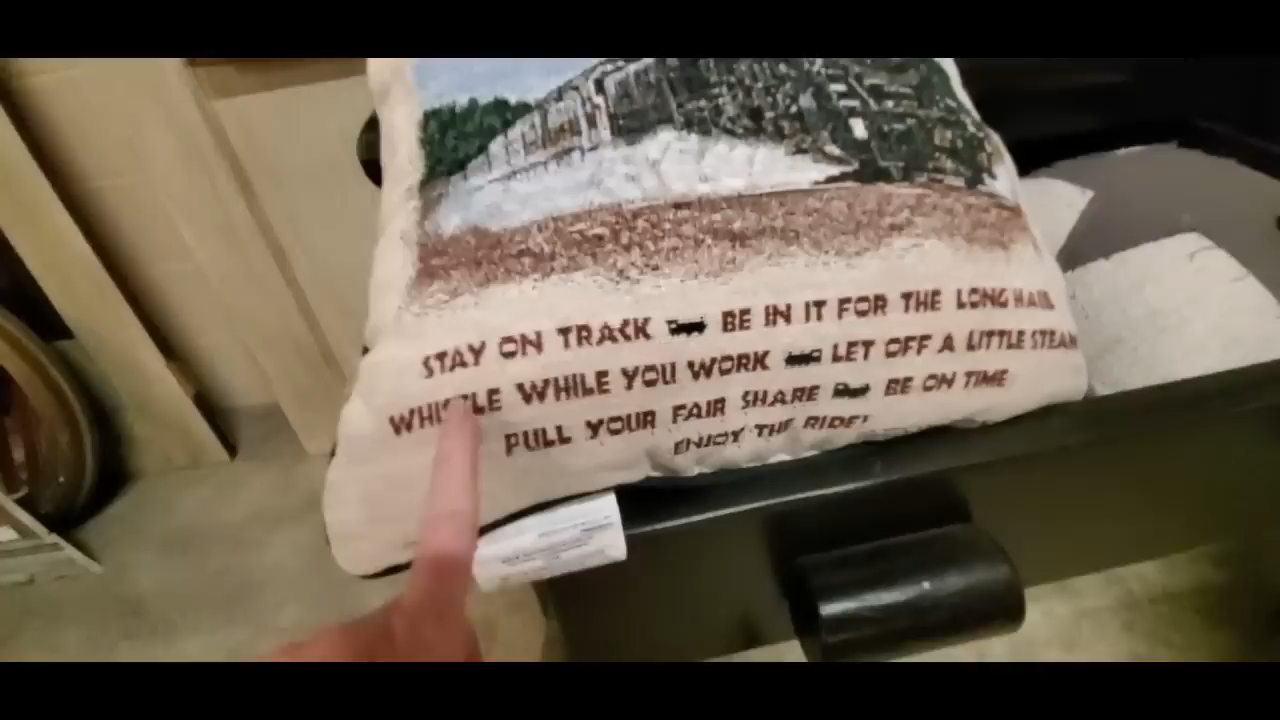 STAY ON TRACK BE IN IT FOR THE LONG HAUL
WHISTLE WHILE YOU WORK LET OFF A LITTLE STEAM
PULL YOUR FAIR SHARE BE ON TIME
ENJOY THE RIDE!